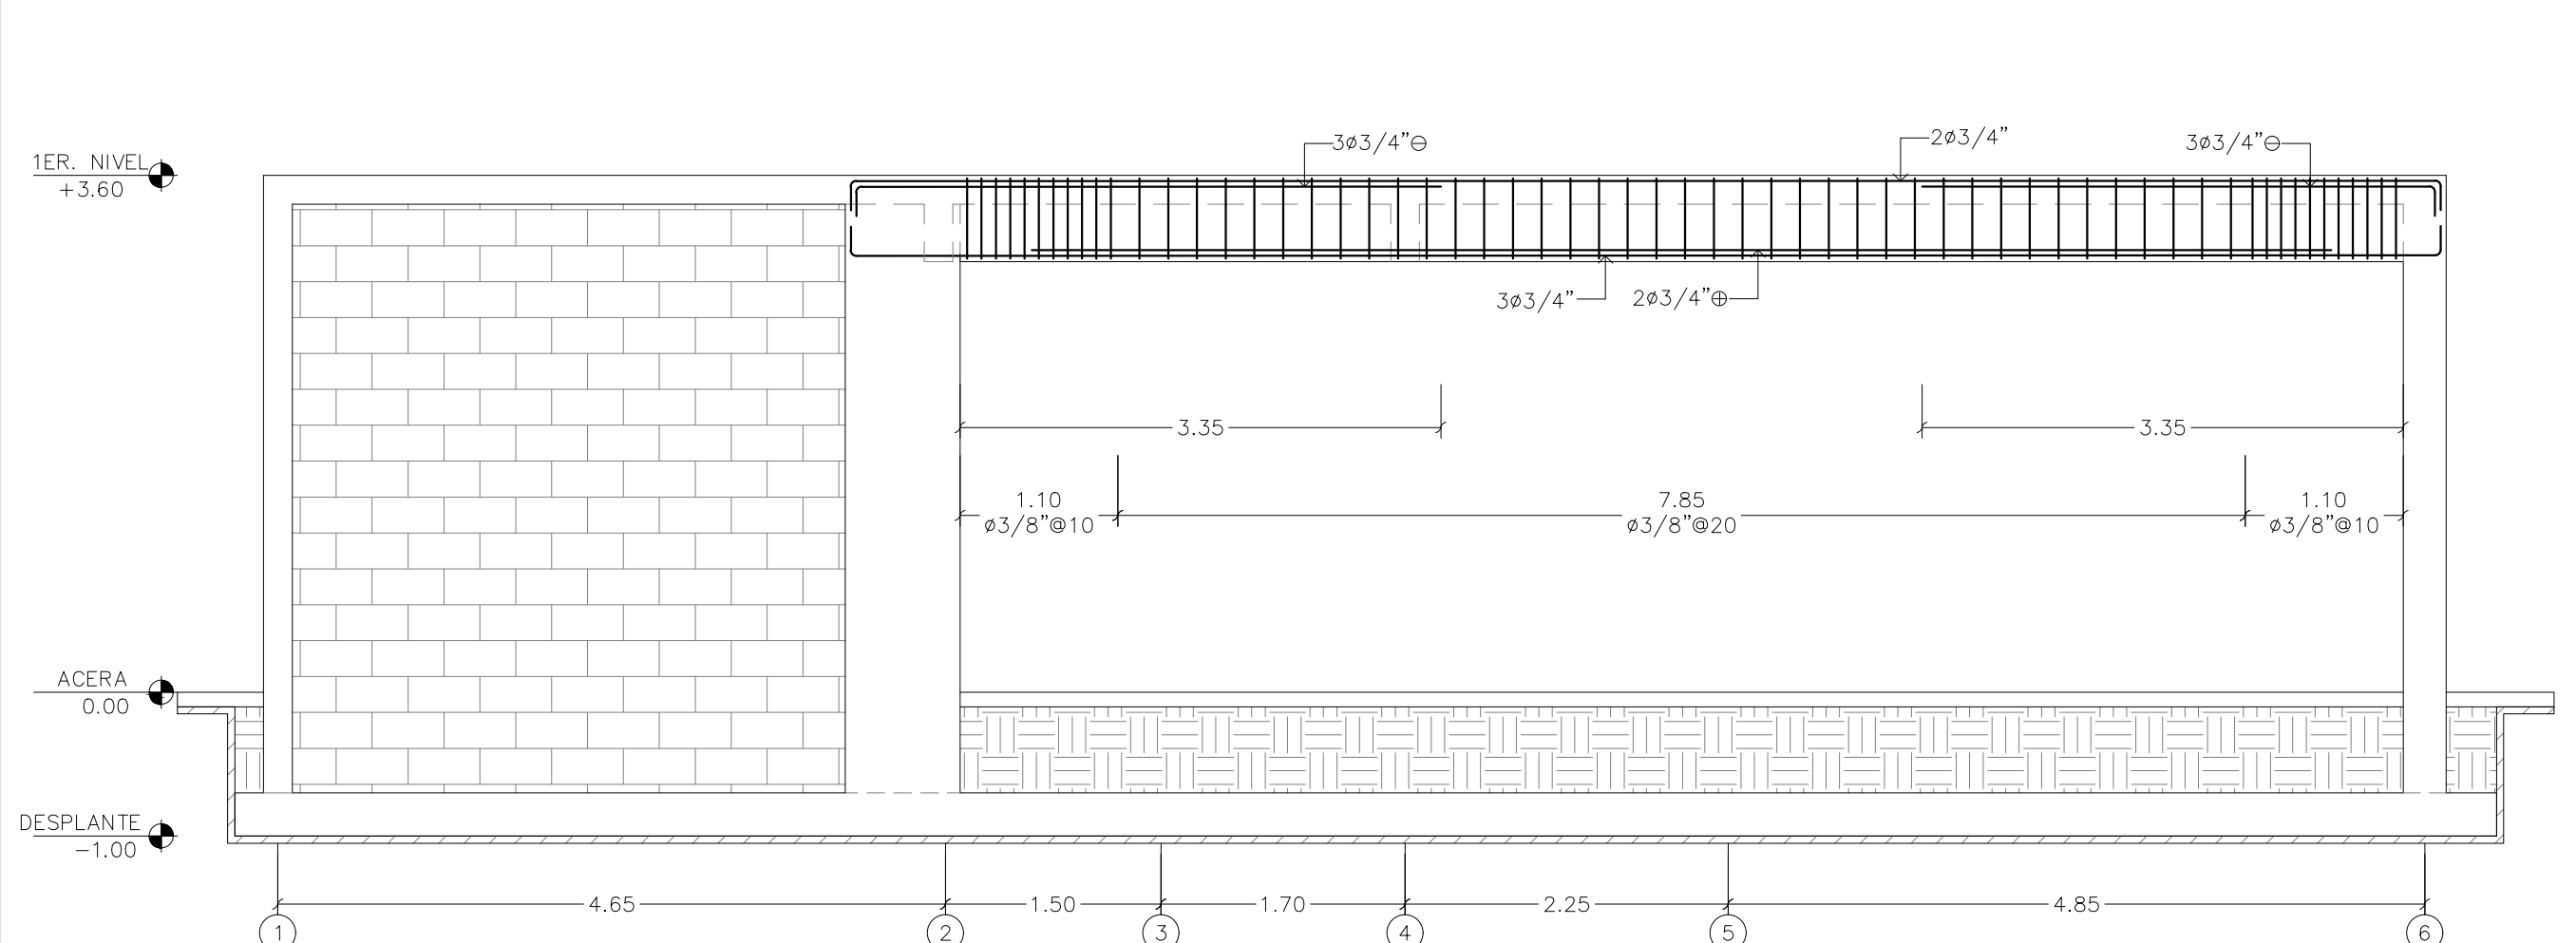 3ø3/4”⊖
2ø3/4”
3ø3/4”⊖
1ER. NIVEL
+3.60
3ø3/4”
2ø3/4”⊕
3.35
3.35
1.10
ø3/8”@10
7.85
ø3/8”@20
1.10
ø3/8”@10
ACERA
0.00
DESPLANTE
−1.00
4.65
1.50
1.70
2.25
4.85
1
2
3
4
5
6